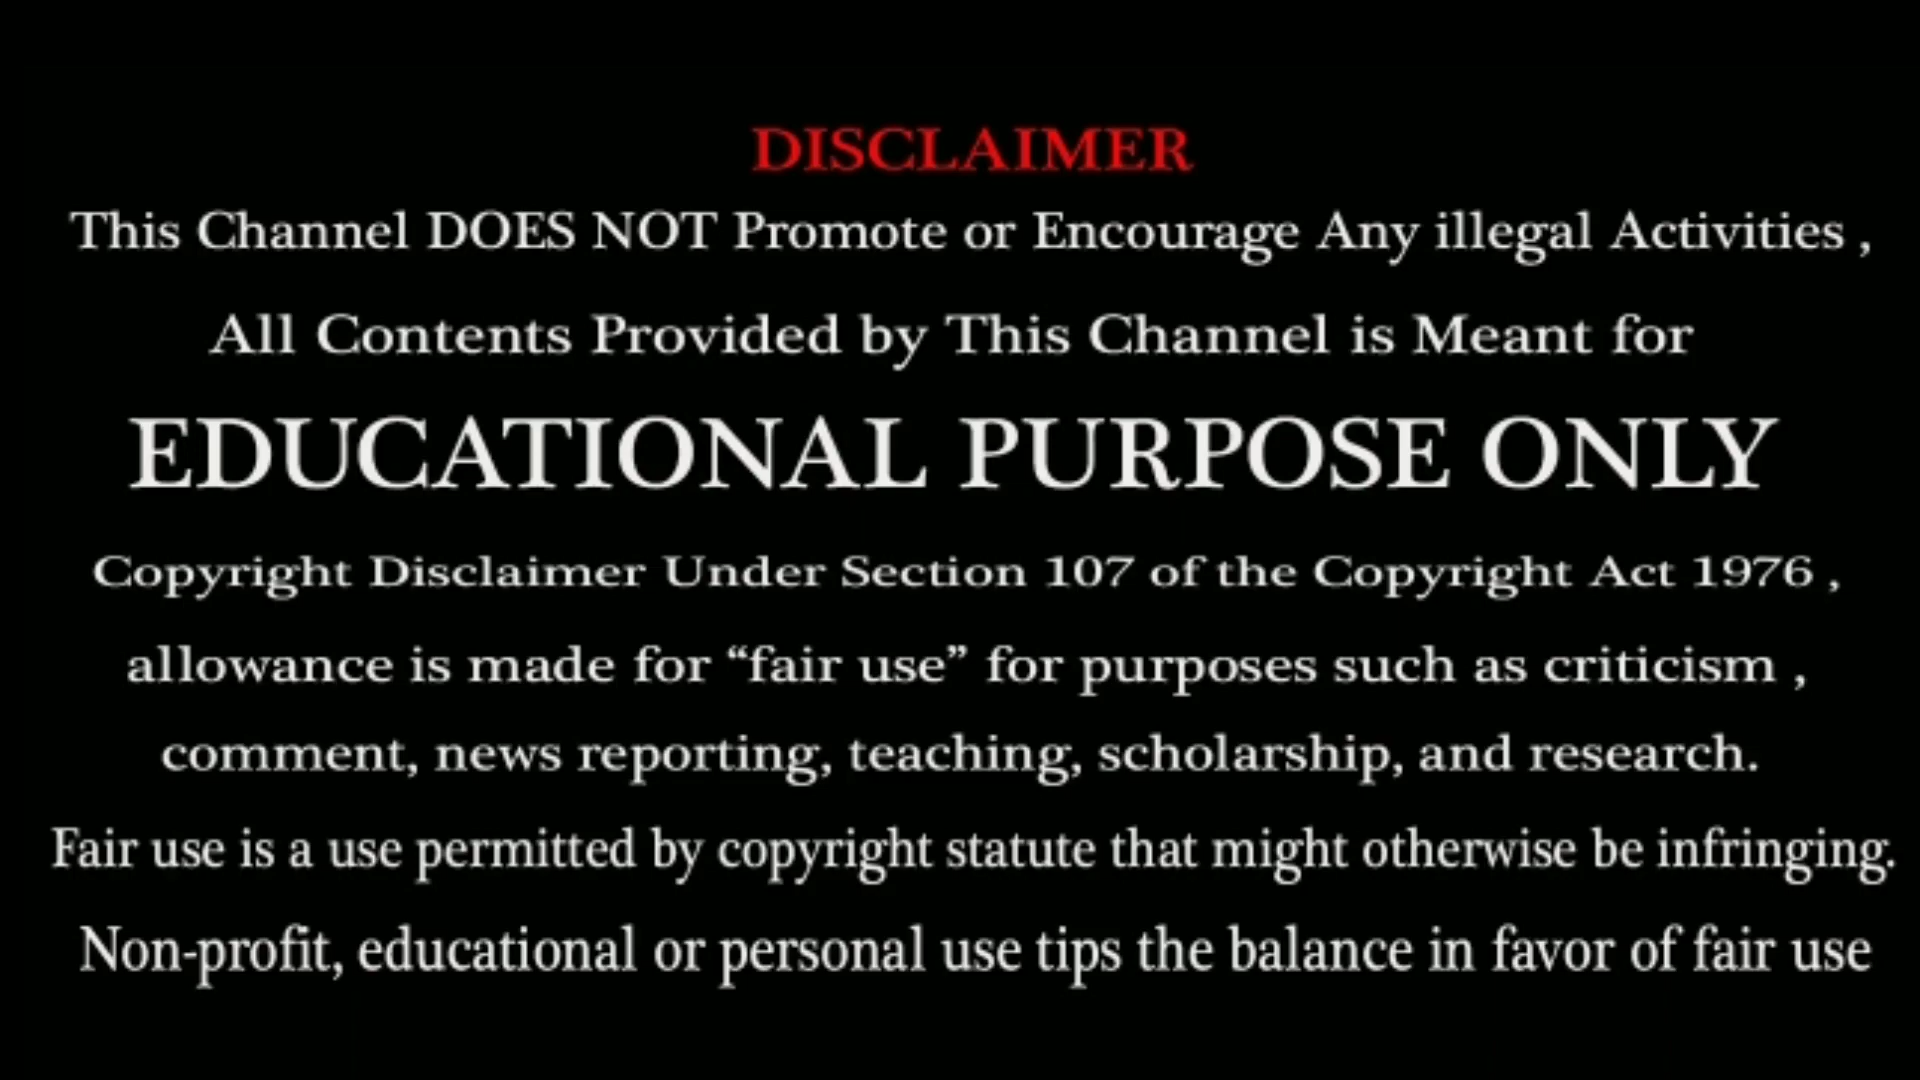 DISCLAIMER
This Channel DOES NOT Promote or Encourage Any illegal Activities ,
All Contents Provided by This Channel is Meant for
EDUCATIONAL PURPOSE ONLY
Copyright Disclaimer Under Section 107 of the Copyright Act 1976 ,
allowance is made for “fair use” for purposes such as criticism ,
comment, news reporting, teaching, scholarship, and research.
Fair use is a use permitted by copyright statute that might otherwise be infringing.
Non-profit, educational or personal use tips the balance in favor of fair use